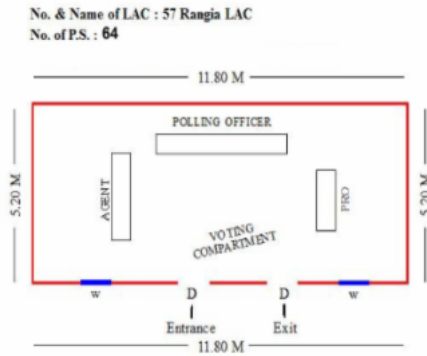 No. & Name of LAC : 57 Rangia LAC
No. of P.S. : 64
11.80 M
POLLING OFFICER
5.20 M
AGENT
PRO
5.20 M
VOTING
COMPARTMENT
w
D
D
w
Entrance
Exit
11.80 M